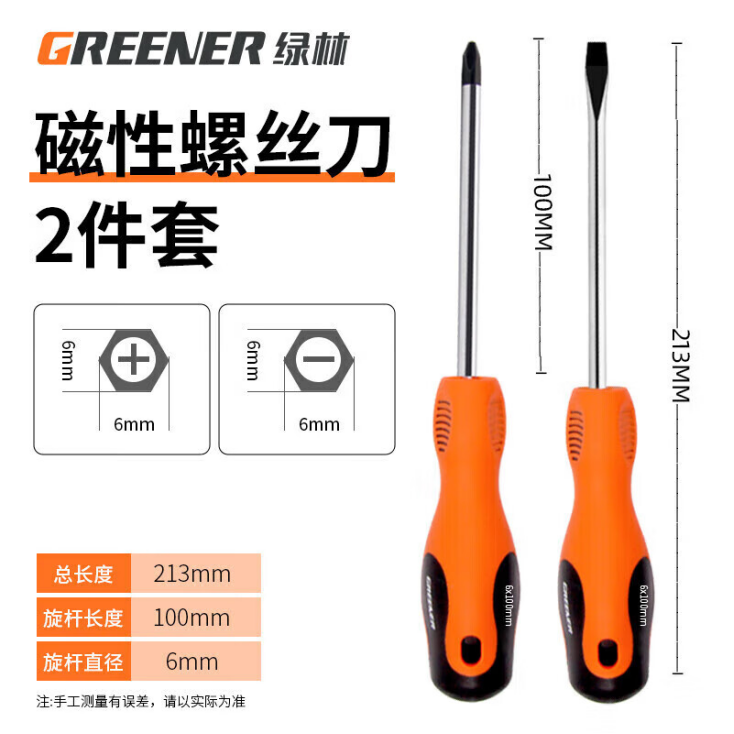 GREENER 绿林
磁性螺丝刀
2件套
6mm
6mm
6mm
6mm
总长度 213mm
旋杆长度 100mm
旋杆直径 6mm
注:手工测量有误差，请以实际为准
100MM
213MM
GREENER
6x100mm
GREENER
6x100mm